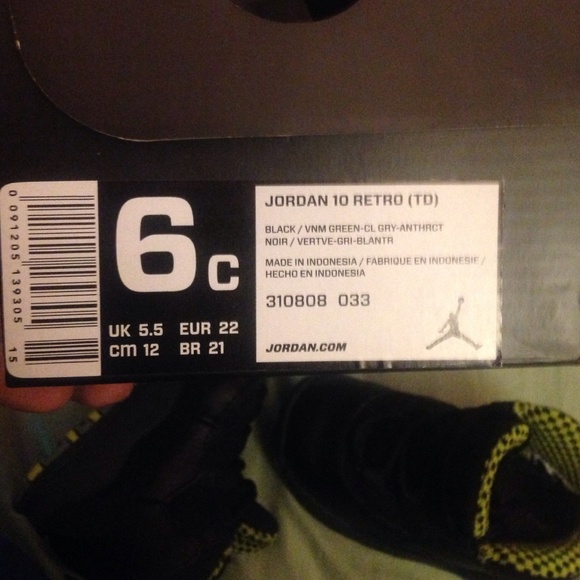 0 091205 139305 15
6c
UK 5.5 EUR 22
cm 12 BR 21
JORDAN 10 RETRO (TD)
BLACK / VNM GREEN-CL GRY-ANTHRCT
NOIR / VERTVE-GRI-BLANTR
MADE IN INDONESIA / FABRIQUE EN INDONESIE /
HECHO EN INDONESIA
310808 033
JORDAN.COM